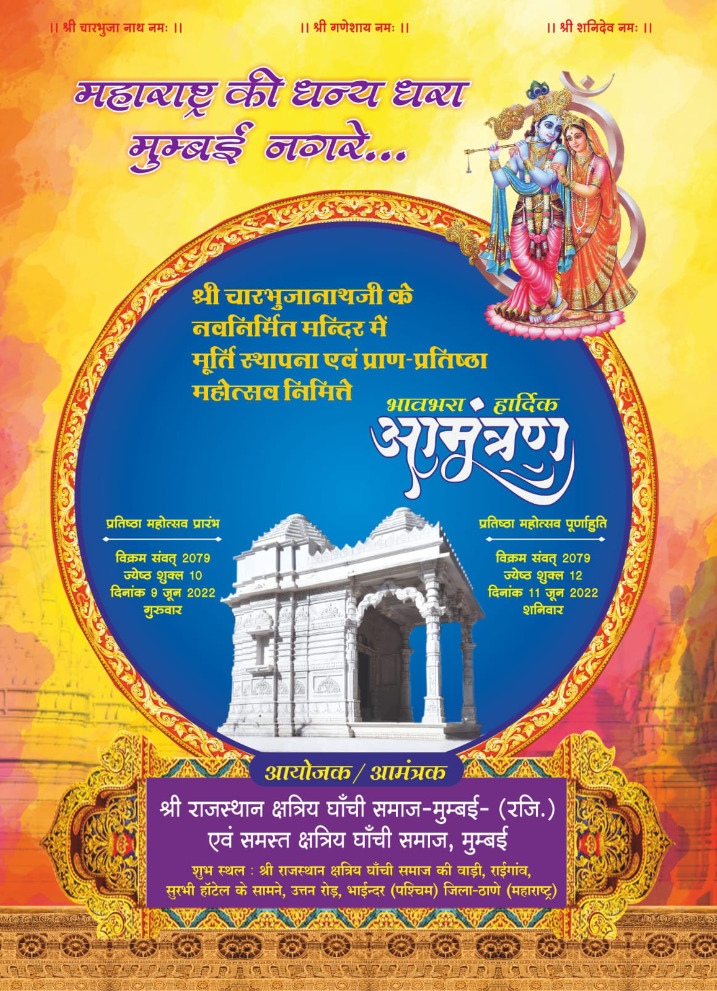 ।। श्री चारभुजा नाथ नमः ।।
।। श्री गणेशाय नमः ।।
।। श्री शनिदेव नमः ।।
महाराष्ट्र की धन्य धरा
मुम्बई नगरे...
श्री चारभुजानाथजी के
नवनिर्मित मन्दिर में
मूर्ति स्थापना एवं प्राण-प्रतिष्ठा
महोत्सव निमित्ते
भावभरा हार्दिक
आमंत्रण
प्रतिष्ठा महोत्सव प्रारंभ
विक्रम संवत् 2079
ज्येष्ठ शुक्ल 10
दिनांक 9 जून 2022
गुरुवार
प्रतिष्ठा महोत्सव पूर्णाहुति
विक्रम संवत् 2079
ज्येष्ठ शुक्ल 12
दिनांक 11 जून 2022
शनिवार
आयोजक / आमंत्रक
श्री राजस्थान क्षत्रिय घाँची समाज-मुम्बई- (रजि.)
एवं समस्त क्षत्रिय घाँची समाज, मुम्बई
शुभ स्थल : श्री राजस्थान क्षत्रिय घाँची समाज की वाड़ी, राईगांव,
सुरभी हॉटेल के सामने, उत्तन रोड़, भाईन्दर (पश्चिम) जिला-ठाणे (महाराष्ट्र)